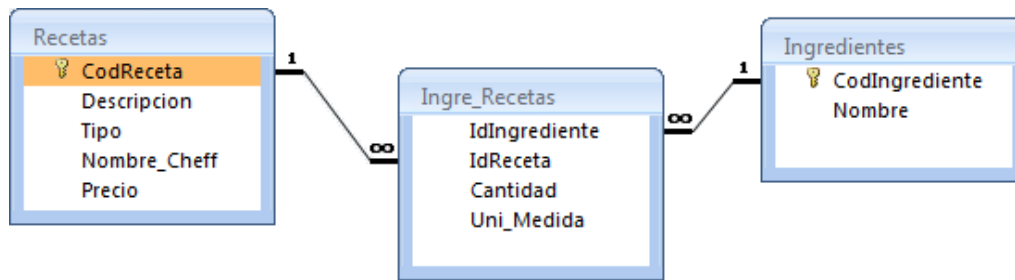 Recetas
CodReceta
Descripcion
Tipo
Nombre_Cheff
Precio
1
∞
Ingre_Recetas
IdIngrediente
IdReceta
Cantidad
Uni_Medida
∞
1
Ingredientes
CodIngrediente
Nombre